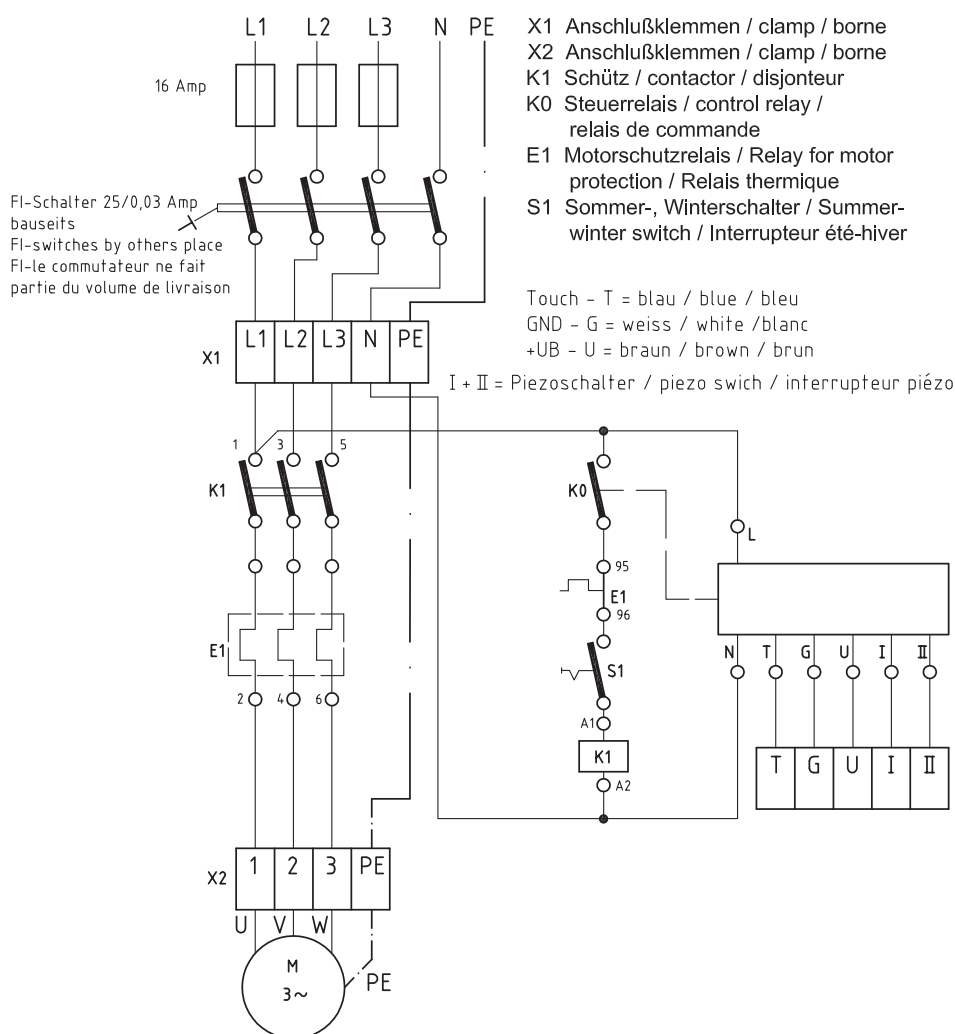 L1 L2 L3 N PE
16 Amp
X1 Anschlußklemmen / clamp / borne
X2 Anschlußklemmen / clamp / borne
K1 Schütz / contactor / disjonteur
K0 Steuerrelais / control relay /
relais de commande
E1 Motorschutzrelais / Relay for motor
protection / Relais thermique
S1 Sommer-, Winterschalter / Summer-
winter switch / Interrupteur été-hiver
FI-Schalter 25/0,03 Amp
bauseits
FI-switches by others place
FI-le commutateur ne fait
partie du volume de livraison
Touch - T = blau / blue / bleu
GND - G = weiss / white /blanc
+UB - U = braun / brown / brun
I + II = Piezoschalter / piezo swich / interrupteur piézo
X1 L1 L2 L3 N PE
1 3 5
K1
K0
L
95
E1
96
E1
N T G U I II
S1
2 4 6
A1
K1
A2
T G U I II
X2 1 2 3 PE
U V W
M
3~
PE